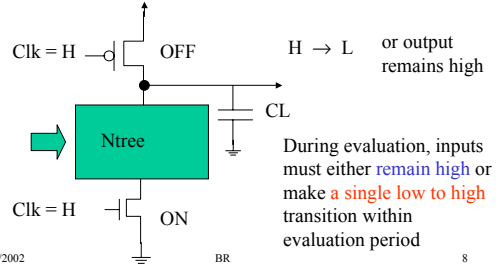 Clk = H
OFF
H → L
or output
remains high
CL
Ntree
During evaluation, inputs
must either remain high or
make a single low to high
transition within
evaluation period
Clk = H
ON
/2002
BR
8